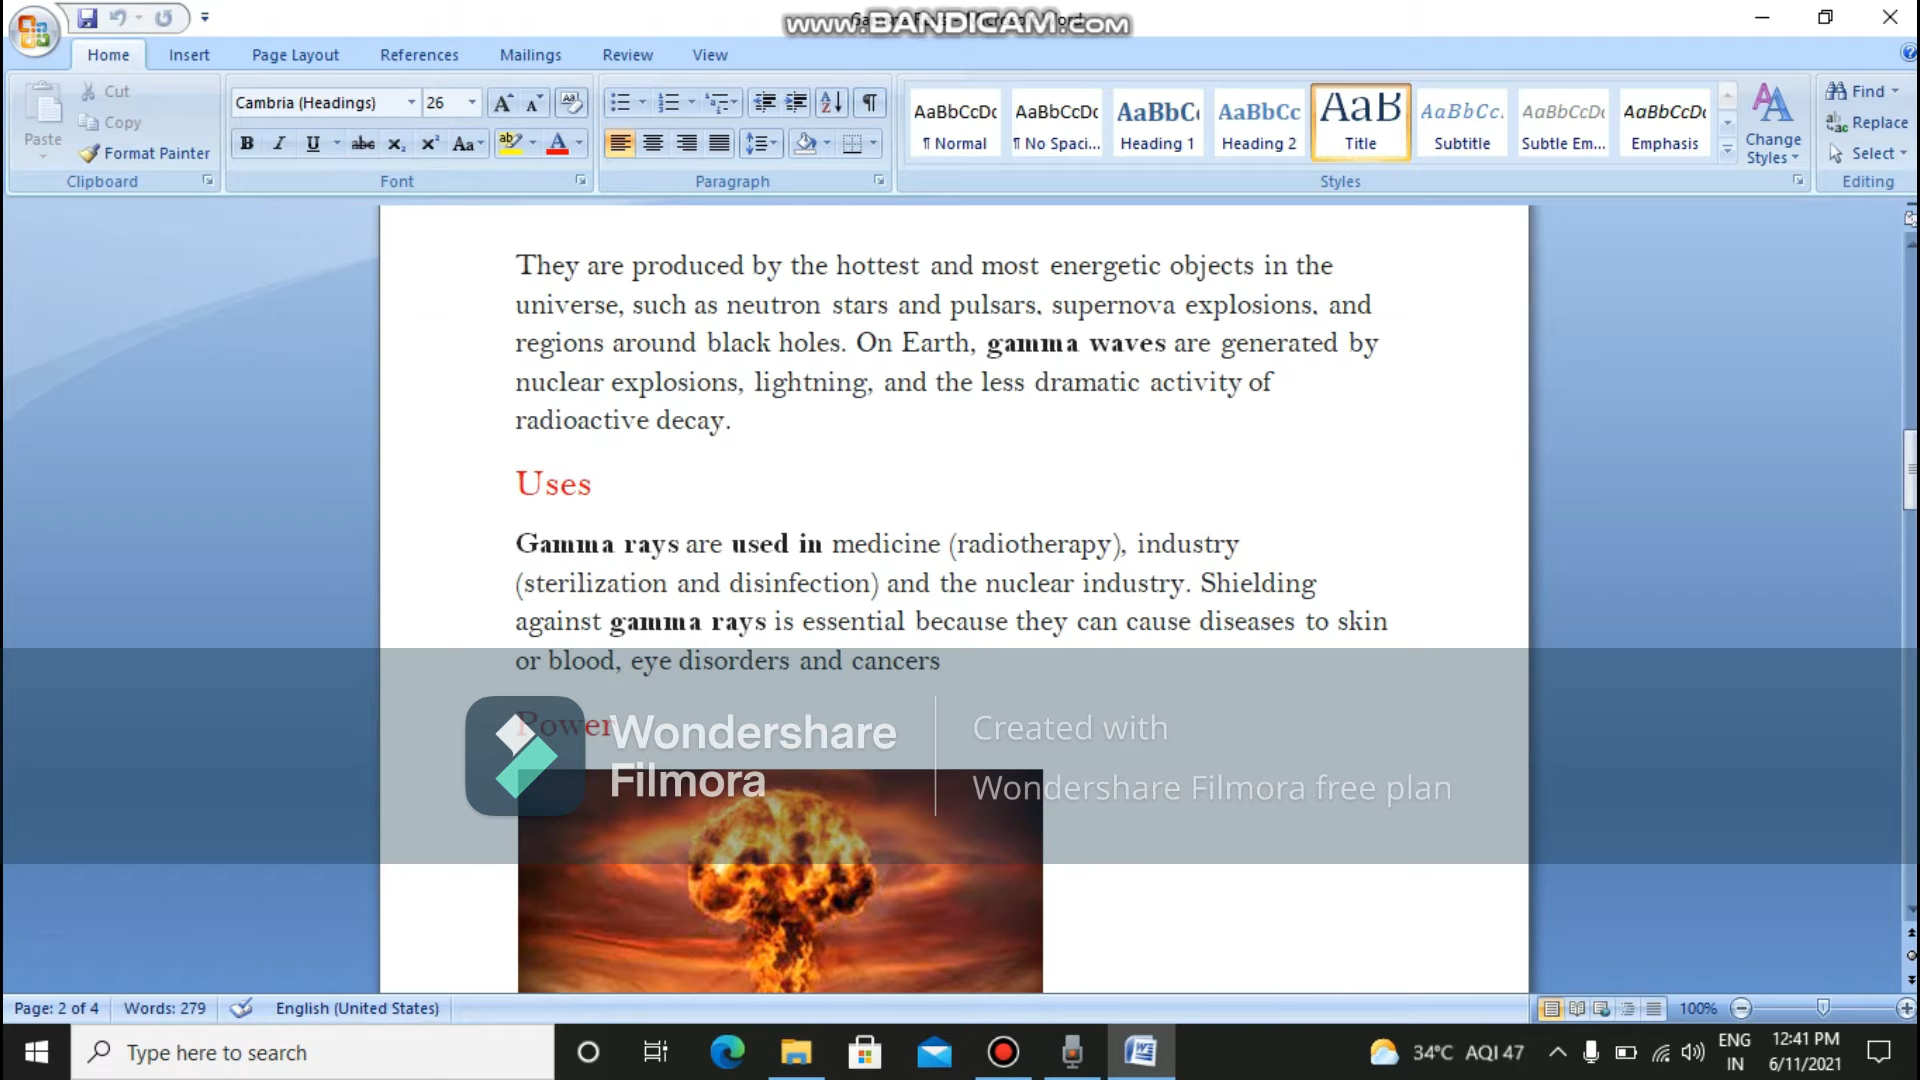 www.BANDICAM.com
Home Insert Page Layout References Mailings Review View
Paste
Cut
Copy
Format Painter
Clipboard
Cambria (Headings) 26
Font
Paragraph
AaBbCcDc AaBbCcDc AaBbC AaBbCc AaB AaBbCc. AaBbCcDc AaBbCcDc
¶ Normal ¶ No Spaci... Heading 1 Heading 2 Title Subtitle Subtle Em... Emphasis
Change
Styles
Styles
Find
Replace
Select
Editing
They are produced by the hottest and most energetic objects in the
universe, such as neutron stars and pulsars, supernova explosions, and
regions around black holes. On Earth, gamma waves are generated by
nuclear explosions, lightning, and the less dramatic activity of
radioactive decay.
Uses
Gamma rays are used in medicine (radiotherapy), industry
(sterilization and disinfection) and the nuclear industry. Shielding
against gamma rays is essential because they can cause diseases to skin
or blood, eye disorders and cancers
Power
Wondershare
Filmora
Created with
Wondershare Filmora free plan
Page: 2 of 4 Words: 279 English (United States) 100%
Type here to search
34°C AQI 47
ENG
IN
12:41 PM
6/11/2021